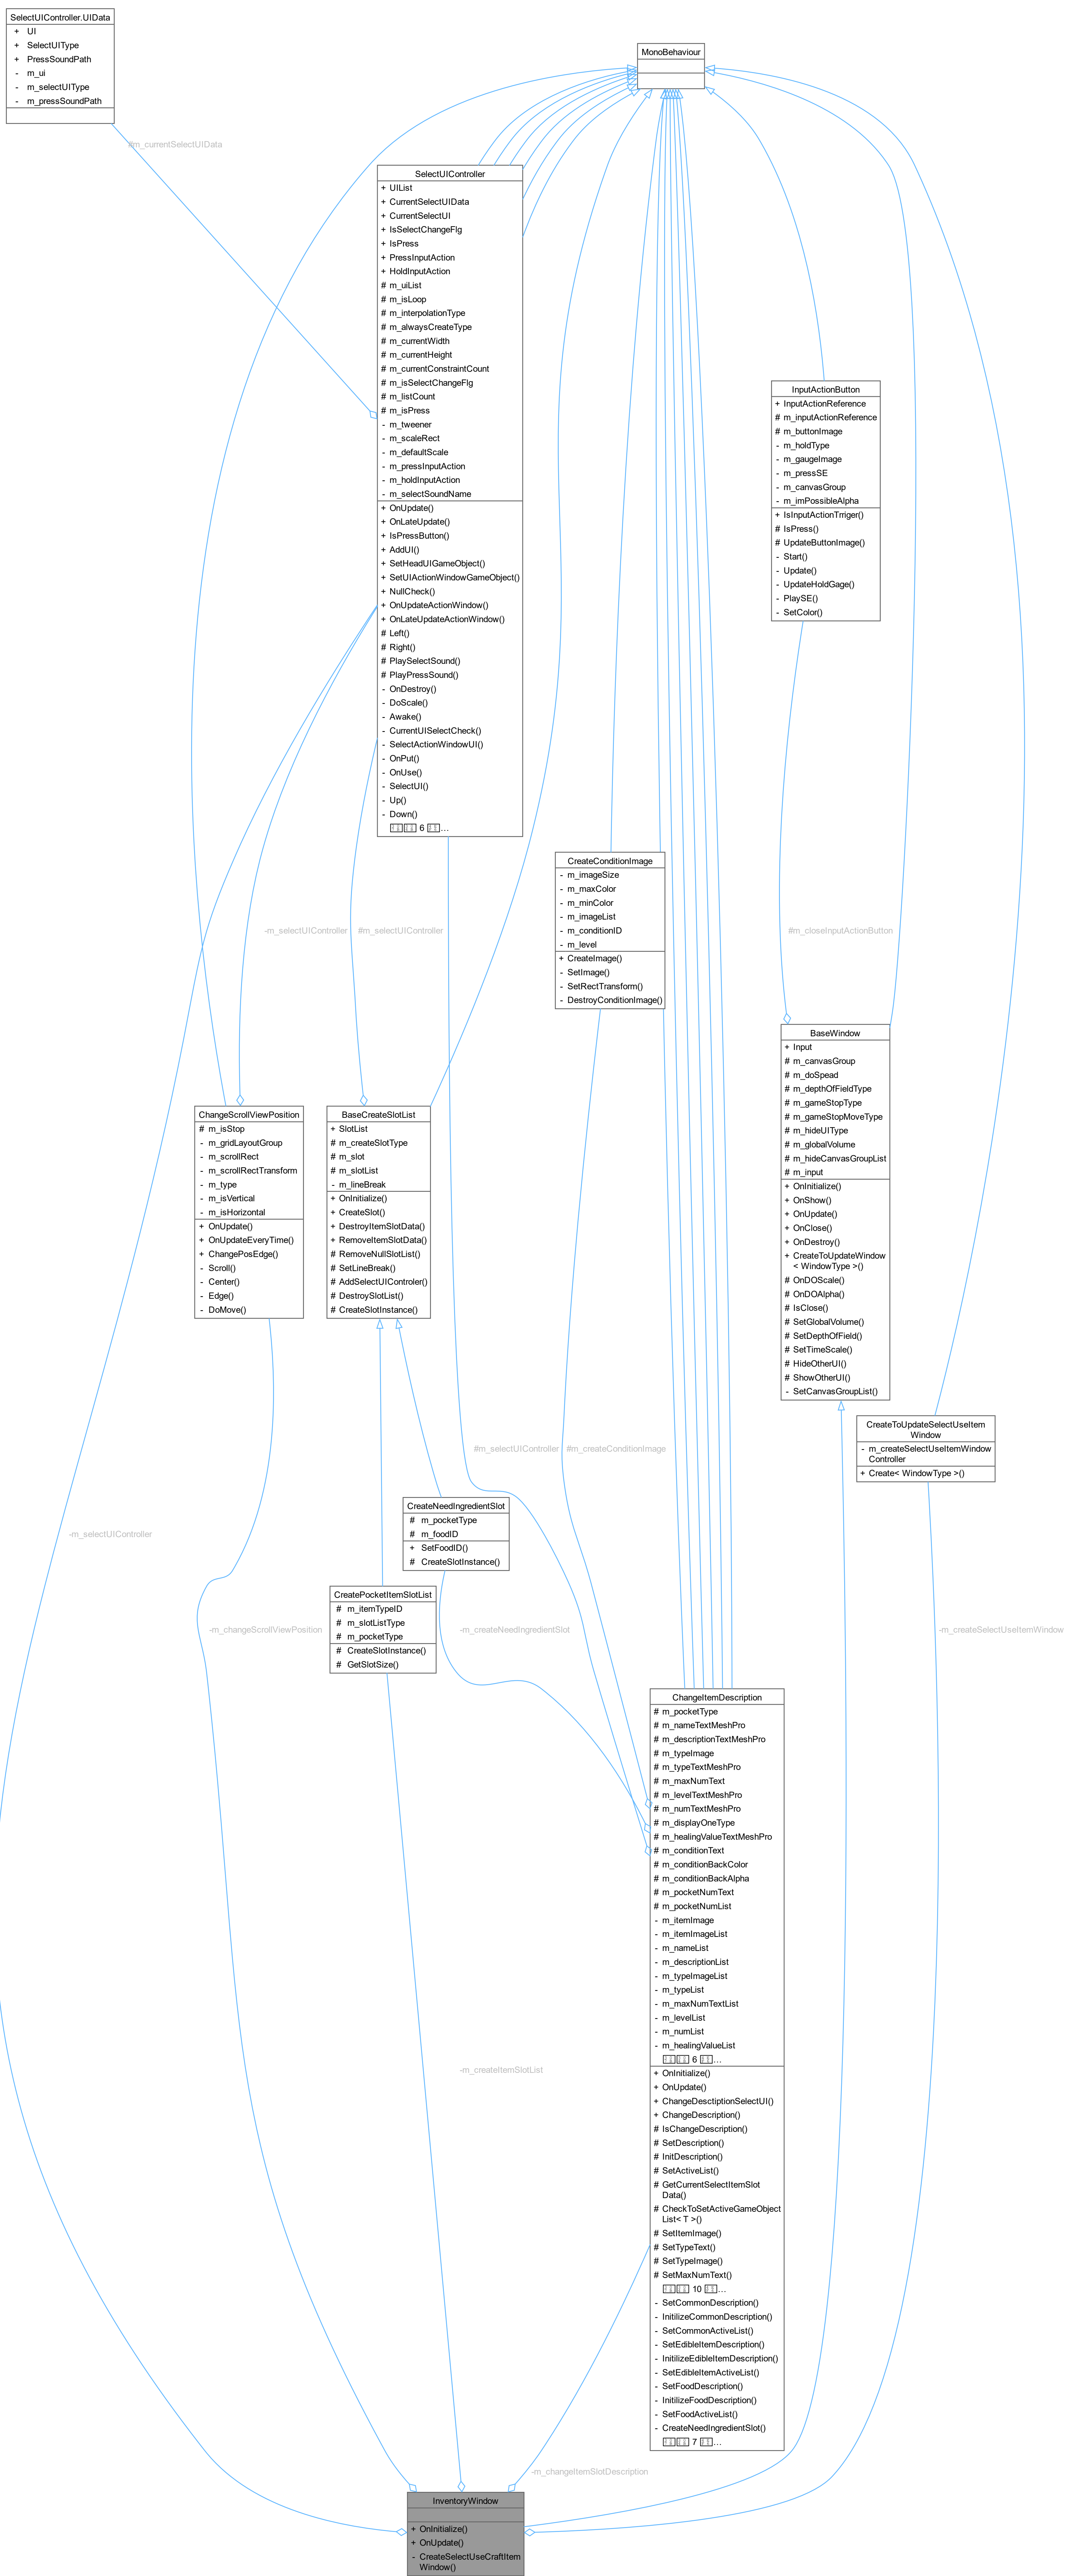 SelectUIController.UIData
+ UI
+ SelectUIType
+ PressSoundPath
- m_ui
- m_selectUIType
- m_pressSoundPath
MonoBehaviour
#m_currentSelectUIData
SelectUIController
+ UIList
+ CurrentSelectUIData
+ CurrentSelectUI
+ IsSelectChangeFlg
+ IsPress
+ PressInputAction
+ HoldInputAction
# m_uiList
# m_isLoop
# m_interpolationType
# m_alwaysCreateType
# m_currentWidth
# m_currentHeight
# m_currentConstraintCount
# m_isSelectChangeFlg
# m_listCount
# m_isPress
- m_tweener
- m_scaleRect
- m_defaultScale
- m_pressInputAction
- m_holdInputAction
- m_selectSoundName
+ OnUpdate()
+ OnLateUpdate()
+ IsPressButton()
+ AddUI()
+ SetHeadUIGameObject()
+ SetUIActionWindowGameObject()
+ NullCheck()
+ OnUpdateActionWindow()
+ OnLateUpdateActionWindow()
# Left()
# Right()
# PlaySelectSound()
# PlayPressSound()
- OnDestroy()
- DoScale()
- Awake()
- CurrentUISelectCheck()
- SelectActionWindowUI()
- OnPut()
- OnUse()
- SelectUI()
- Up()
- Down()
6 ...
InputActionButton
+ InputActionReference
# m_inputActionReference
# m_buttonImage
- m_holdType
- m_gaugeImage
- m_pressSE
- m_canvasGroup
- m_imPossibleAlpha
+ IsInputActionTrriger()
# IsPress()
# UpdateButtonImage()
- Start()
- Update()
- UpdateHoldGage()
- PlaySE()
- SetColor()
CreateConditionImage
- m_imageSize
- m_maxColor
- m_minColor
- m_imageList
- m_conditionID
- m_level
+ CreateImage()
- SetImage()
- SetRectTransform()
- DestroyConditionImage()
-m_selectUIController
#m_selectUIController
#m_closeInputActionButton
BaseWindow
+ Input
# m_canvasGroup
# m_doSpead
# m_depthOfFieldType
# m_gameStopType
# m_gameStopMoveType
# m_hideUIType
# m_globalVolume
# m_hideCanvasGroupList
# m_input
+ OnInitialize()
+ OnShow()
+ OnUpdate()
+ OnClose()
+ OnDestroy()
+ CreateToUpdateWindow
< WindowType >()
# OnDOScale()
# OnDOAlpha()
# IsClose()
# SetGlobalVolume()
# SetDepthOfField()
# SetTimeScale()
# HideOtherUI()
# ShowOtherUI()
- SetCanvasGroupList()
ChangeScrollViewPosition
# m_isStop
- m_gridLayoutGroup
- m_scrollRect
- m_scrollRectTransform
- m_type
- m_isVertical
- m_isHorizontal
+ OnUpdate()
+ OnUpdateEveryTime()
+ ChangePosEdge()
- Scroll()
- Center()
- Edge()
- DoMove()
BaseCreateSlotList
+ SlotList
# m_createSlotType
# m_slot
# m_slotList
- m_lineBreak
+ OnInitialize()
+ CreateSlot()
+ DestroyItemSlotData()
+ RemoveItemSlotData()
# RemoveNullSlotList()
# SetLineBreak()
# AddSelectUIControler()
# DestroySlotList()
# CreateSlotInstance()
CreateToUpdateSelectUseItem
Window
- m_createSelectUseItemWindow
Controller
+ Create< WindowType >()
#m_selectUIController
#m_createConditionImage
-m_selectUIController
CreateNeedIngredientSlot
# m_pocketType
# m_foodID
+ SetFoodID()
# CreateSlotInstance()
CreatePocketItemSlotList
# m_itemTypeID
# m_slotListType
# m_pocketType
# CreateSlotInstance()
# GetSlotSize()
-m_changeScrollViewPosition
-m_createNeedIngredientSlot
-m_createSelectUseItemWindow
ChangeItemDescription
# m_pocketType
# m_nameTextMeshPro
# m_descriptionTextMeshPro
# m_typeImage
# m_typeTextMeshPro
# m_maxNumText
# m_levelTextMeshPro
# m_numTextMeshPro
# m_displayOneType
# m_healingValueTextMeshPro
# m_conditionText
# m_conditionBackColor
# m_conditionBackAlpha
# m_pocketNumText
# m_pocketNumList
- m_itemImage
- m_itemImageList
- m_nameList
- m_descriptionList
- m_typeImageList
- m_typeList
- m_maxNumTextList
- m_levelList
- m_numList
- m_healingValueList
6 ...
+ OnInitialize()
+ OnUpdate()
+ ChangeDesctiptionSelectUI()
+ ChangeDescription()
# IsChangeDescription()
# SetDescription()
# InitDescription()
# SetActiveList()
# GetCurrentSelectItemSlot
Data()
# CheckToSetActiveGameObject
List< T >()
# SetItemImage()
# SetTypeText()
# SetTypeImage()
# SetMaxNumText()
10 ...
- SetCommonDescription()
- InitilizeCommonDescription()
- SetCommonActiveList()
- SetEdibleItemDescription()
- InitilizeEdibleItemDescription()
- SetEdibleItemActiveList()
- SetFoodDescription()
- InitilizeFoodDescription()
- SetFoodActiveList()
- CreateNeedIngredientSlot()
7 ...
-m_createItemSlotList
-m_changeItemSlotDescription
InventoryWindow
+ OnInitialize()
+ OnUpdate()
- CreateSelectUseCraftItem
Window()